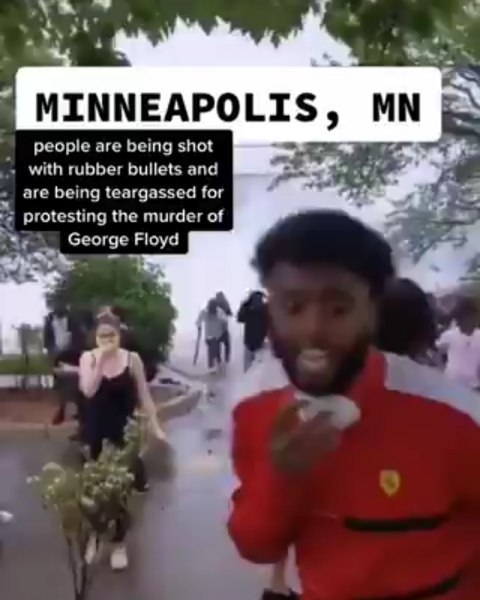 MINNEAPOLIS, MN
people are being shot
with rubber bullets and
are being teargassed for
protesting the murder of
George Floyd